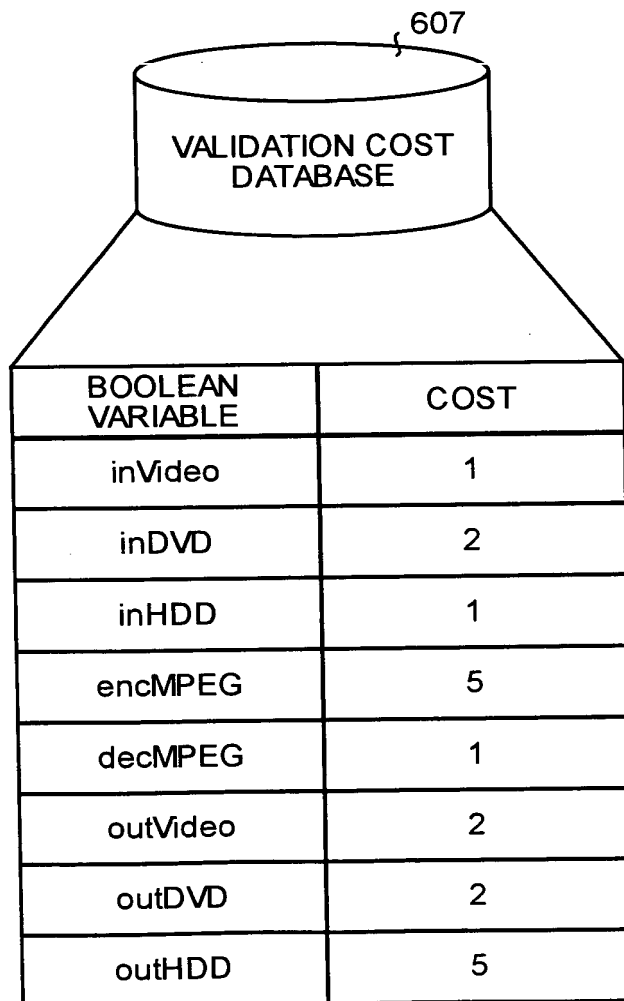 607
VALIDATION COST
DATABASE
BOOLEAN
VARIABLE
COST
inVideo
1
inDVD
2
inHDD
1
encMPEG
5
decMPEG
1
outVideo
2
outDVD
2
outHDD
5